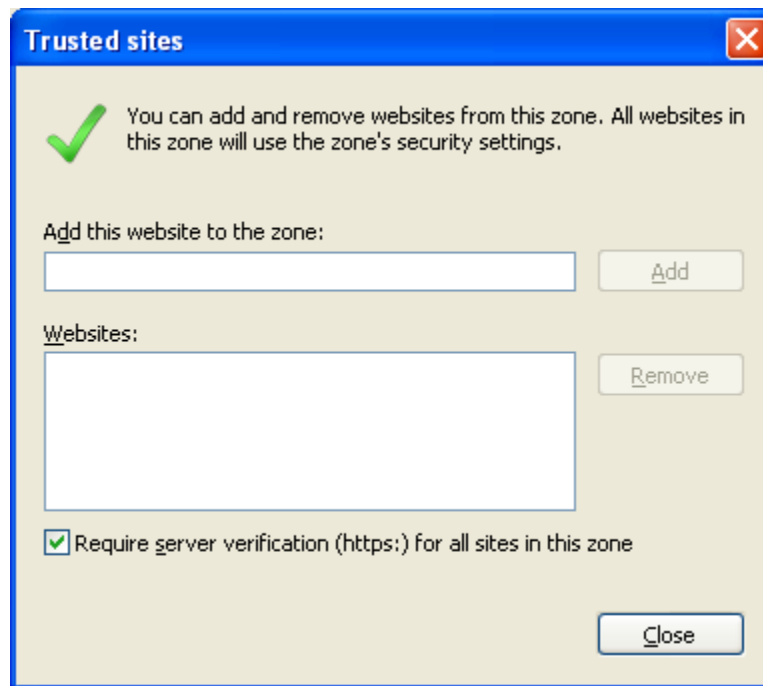 Trusted sites
You can add and remove websites from this zone. All websites in
this zone will use the zone's security settings.
Add this website to the zone:
Add
Websites:
Remove
Require server verification (https:) for all sites in this zone
Close